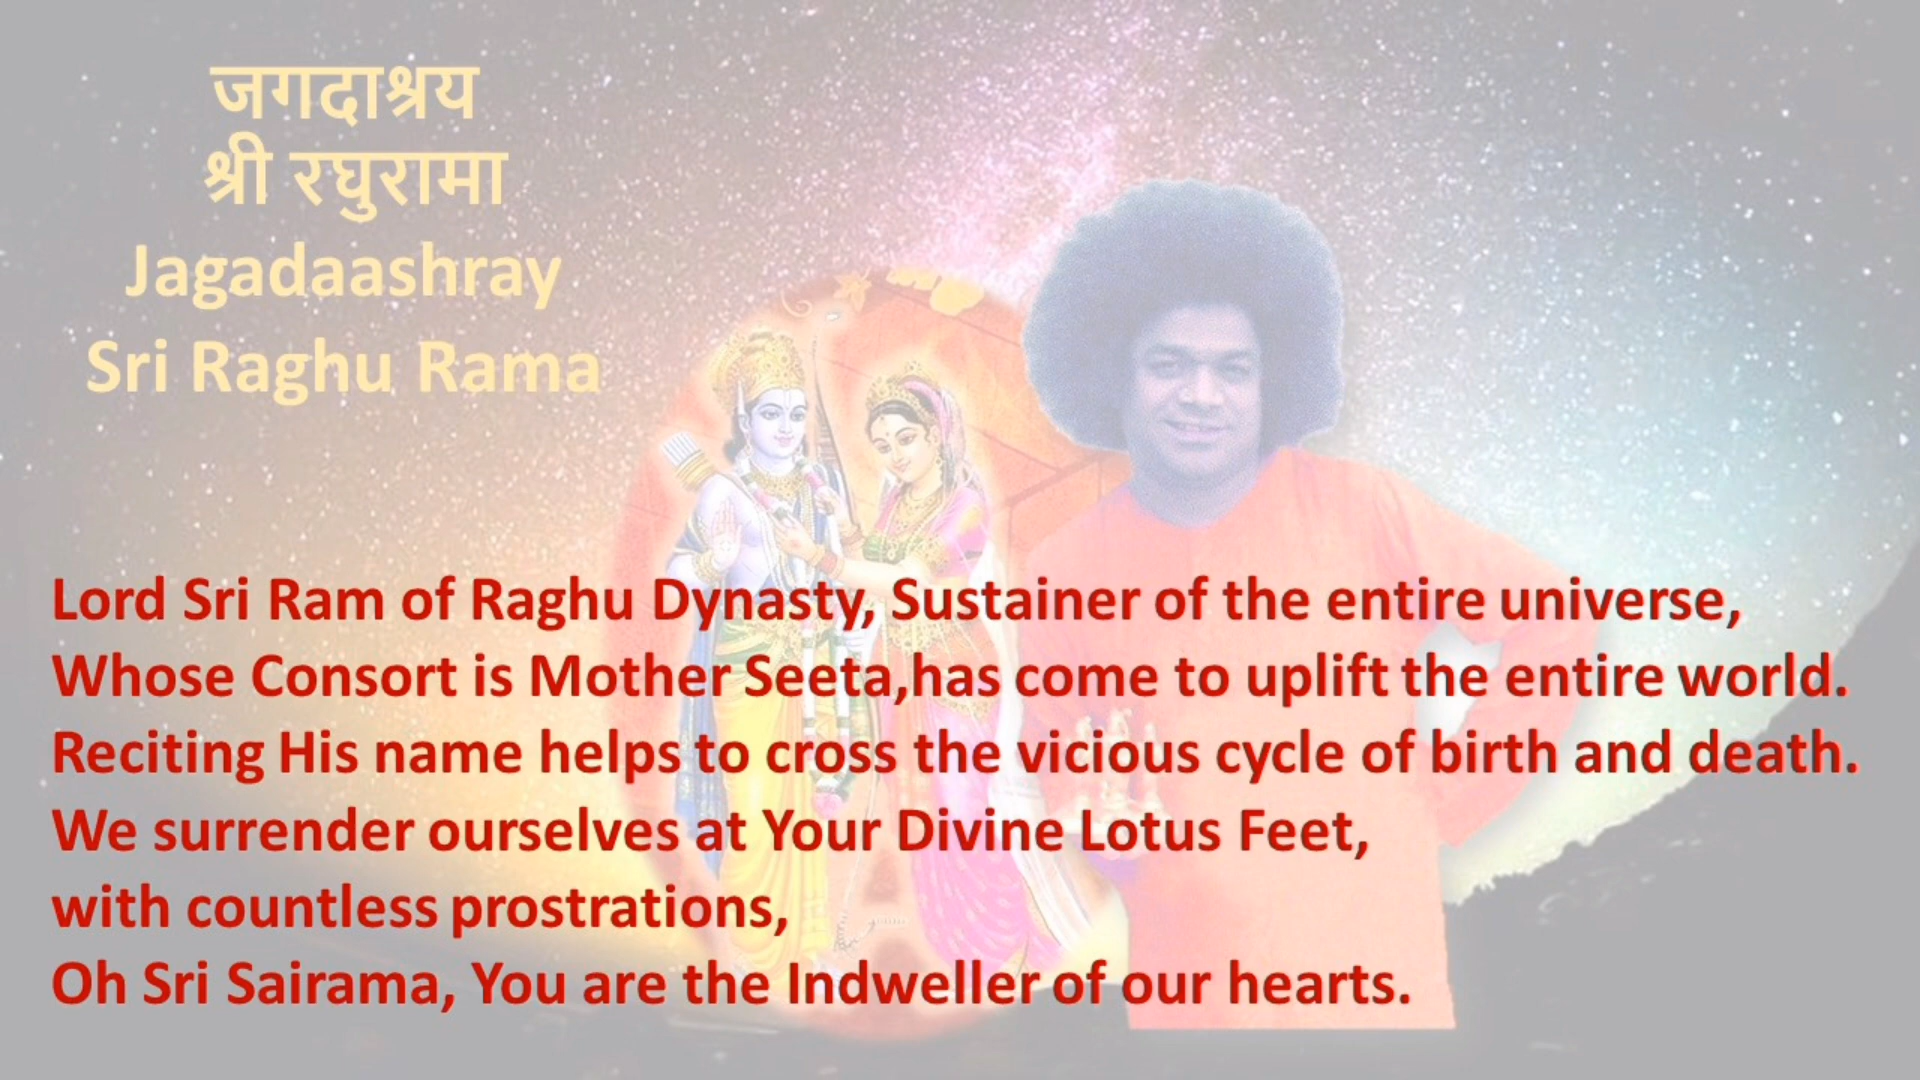 जगदाश्रय
श्री रघुरामा
Jagadaashray
Sri Raghu Rama
Lord Sri Ram of Raghu Dynasty, Sustainer of the entire universe,
Whose Consort is Mother Seeta,has come to uplift the entire world.
Reciting His name helps to cross the vicious cycle of birth and death.
We surrender ourselves at Your Divine Lotus Feet,
with countless prostrations,
Oh Sri Sairama, You are the Indweller of our hearts.